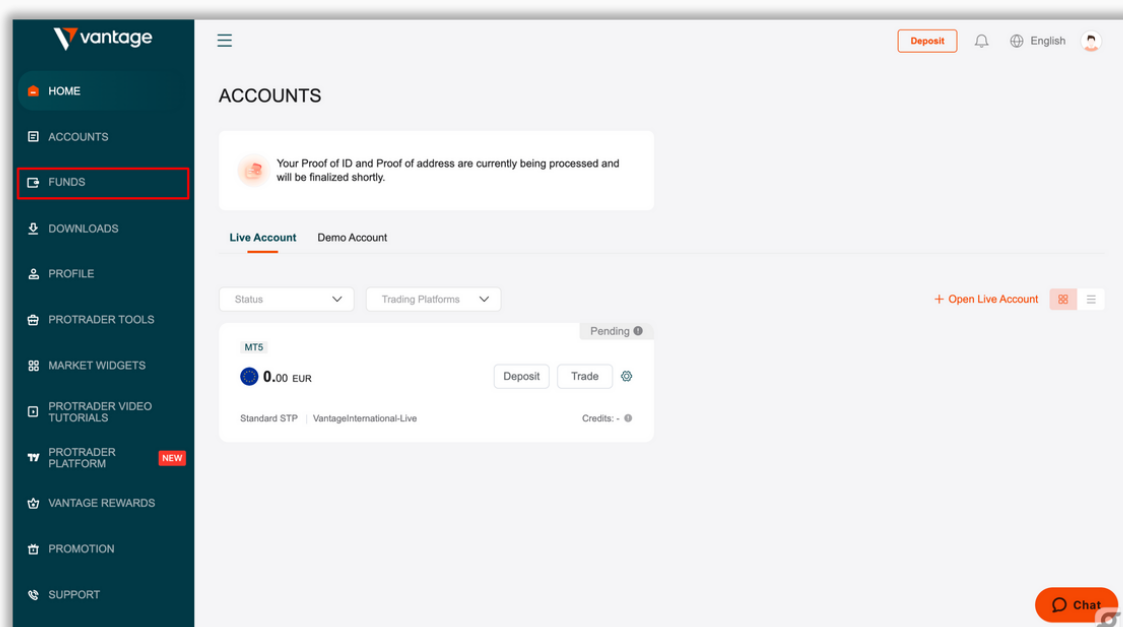 vantage
Deposit
English
HOME
ACCOUNTS
FUNDS
DOWNLOADS
PROFILE
PROTRADER TOOLS
MARKET WIDGETS
PROTRADER VIDEO
TUTORIALS
PROTRADER
PLATFORM
NEW
VANTAGE REWARDS
PROMOTION
SUPPORT
ACCOUNTS
Your Proof of ID and Proof of address are currently being processed and
will be finalized shortly.
Live Account Demo Account
Status Trading Platforms
+ Open Live Account
Pending
MT5
0.00 EUR
Deposit Trade
Standard STP VantageInternational-Live Credits: -
Chat